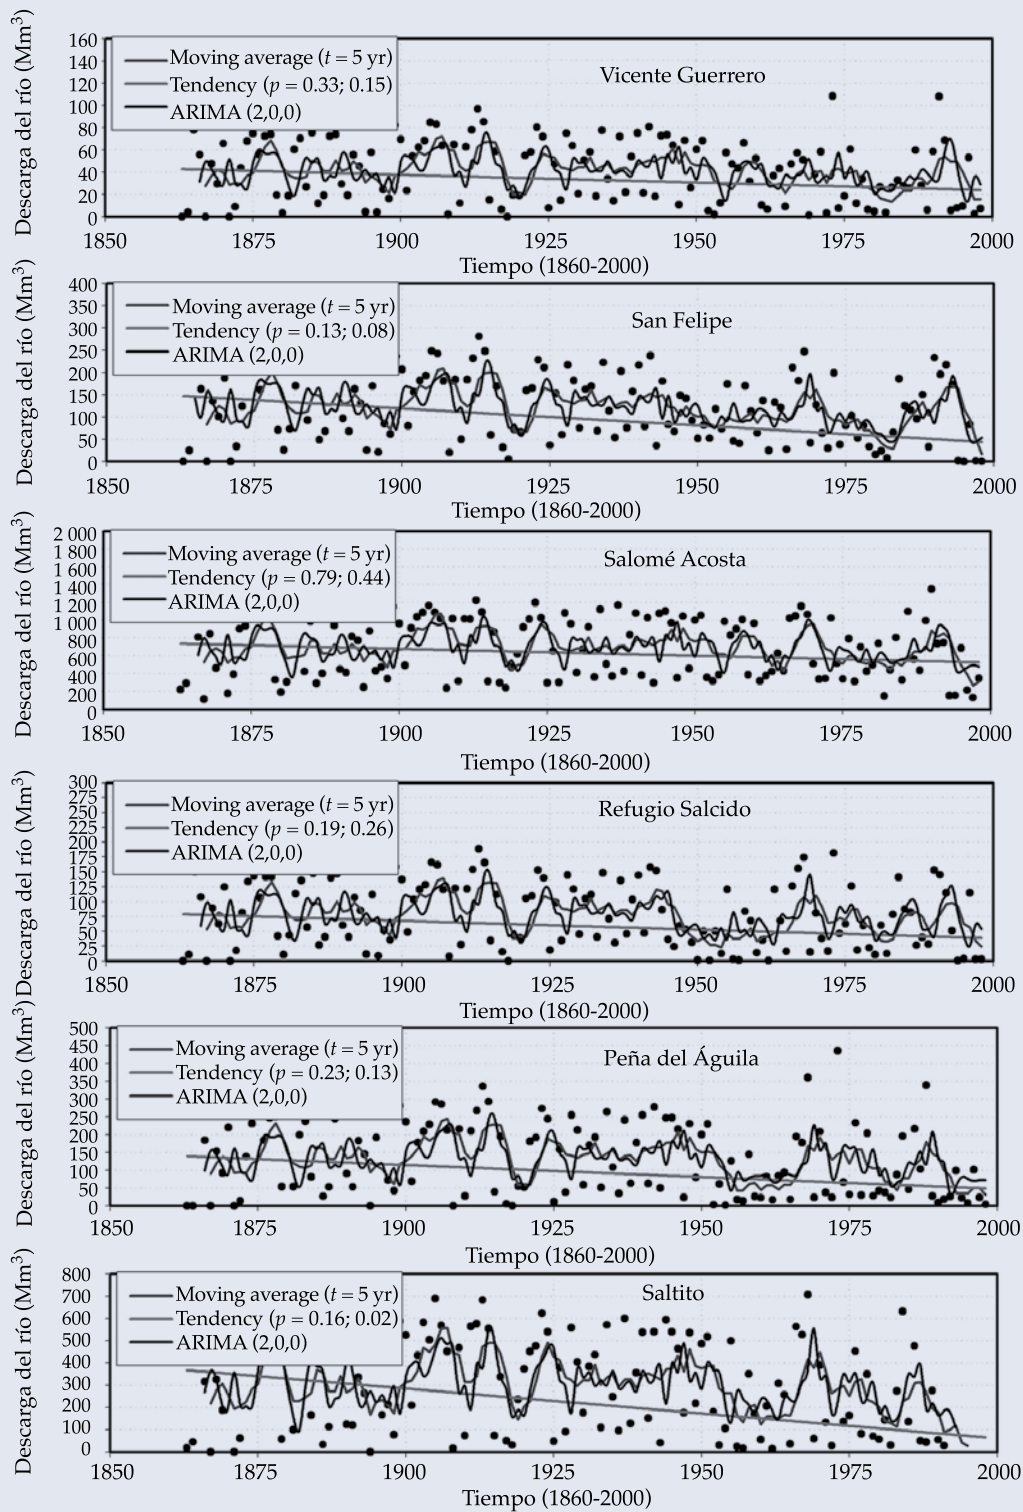 Descarga del río (Mm³)
160
140
120
100
80
60
40
20
0
Moving average (t = 5 yr)
Tendency (p = 0.33; 0.15)
ARIMA (2,0,0)
Vicente Guerrero
1850 1875 1900 1925 1950 1975 2000
Tiempo (1860-2000)
Descarga del río (Mm³)
400
350
300
250
200
150
100
50
0
Moving average (t = 5 yr)
Tendency (p = 0.13; 0.08)
ARIMA (2,0,0)
San Felipe
1850 1875 1900 1925 1950 1975 2000
Tiempo (1860-2000)
Descarga del río (Mm³)
2 000
1 800
1 600
1 400
1 200
1 000
800
600
400
200
0
Moving average (t = 5 yr)
Tendency (p = 0.79; 0.44)
ARIMA (2,0,0)
Salomé Acosta
1850 1875 1900 1925 1950 1975 2000
Tiempo (1860-2000)
Descarga del río (Mm³)
300
275
250
225
200
175
150
125
100
75
50
25
0
Moving average (t = 5 yr)
Tendency (p = 0.19; 0.26)
ARIMA (2,0,0)
Refugio Salcido
1850 1875 1900 1925 1950 1975 2000
Tiempo (1860-2000)
Descarga del río (Mm³)
500
450
400
350
300
250
200
150
100
50
0
Moving average (t = 5 yr)
Tendency (p = 0.23; 0.13)
ARIMA (2,0,0)
Peña del Águila
1850 1875 1900 1925 1950 1975 2000
Tiempo (1860-2000)
Descarga del río (Mm³)
800
700
600
500
400
300
200
100
0
Moving average (t = 5 yr)
Tendency (p = 0.16; 0.02)
ARIMA (2,0,0)
Saltito
1850 1875 1900 1925 1950 1975 2000
Tiempo (1860-2000)